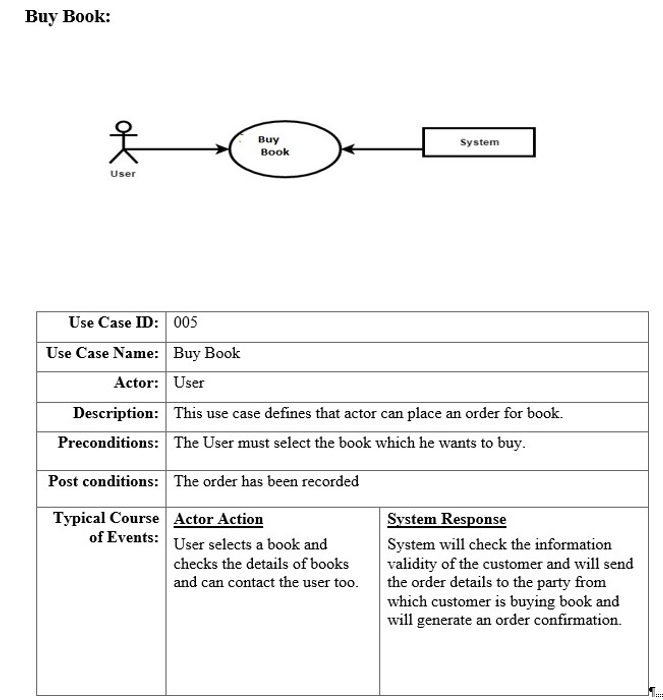 Buy Book:
Buy
Book
System
User
Use Case ID: 005
Use Case Name: Buy Book
Actor: User
Description: This use case defines that actor can place an order for book.
Preconditions: The User must select the book which he wants to buy.
Post conditions: The order has been recorded
Typical Course
of Events:
Actor Action
User selects a book and
checks the details of books
and can contact the user too.
System Response
System will check the information
validity of the customer and will send
the order details to the party from
which customer is buying book and
will generate an order confirmation.
¶